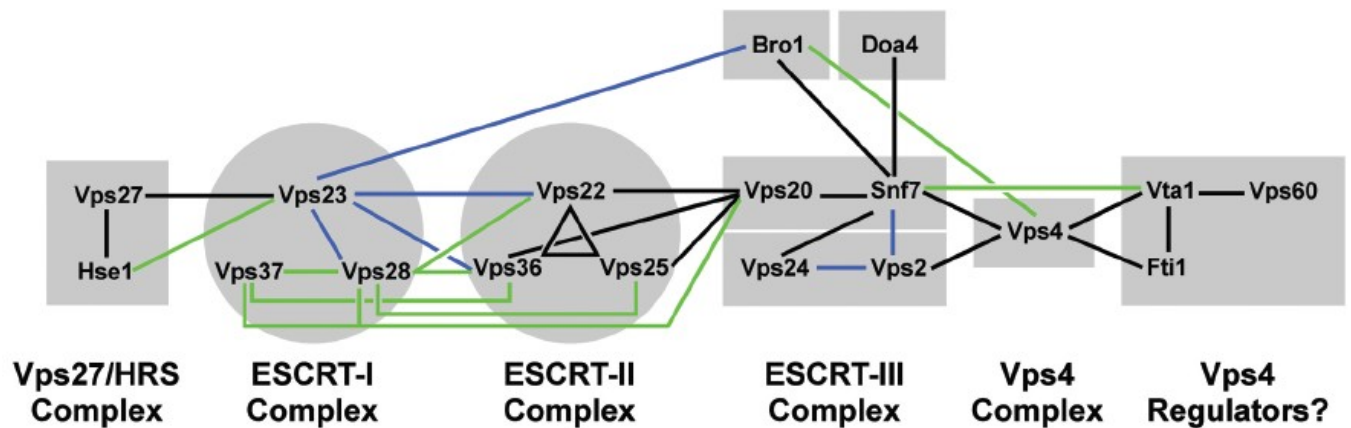 Bro1 Doa4
Vps27 Vps23 Vps22 Vps20 Snf7 Vta1 Vps60
Vps4
Hse1 Vps37 Vps28 Vps36 Vps25 Vps24 Vps2 Fti1
Vps27/HRS ESCRT-I ESCRT-II ESCRT-III Vps4 Vps4
Complex Complex Complex Complex Complex Regulators?